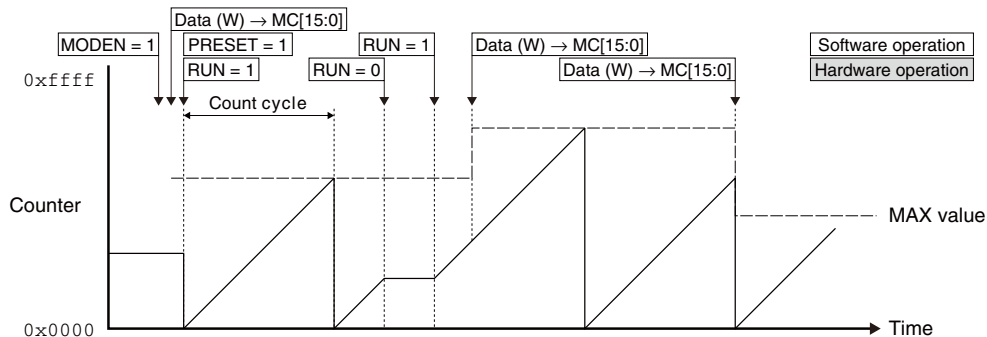 Data (W) → MC[15:0]
MODEN = 1
PRESET = 1
RUN = 1
Data (W) → MC[15:0]
Software operation
RUN = 1
RUN = 0
Data (W) → MC[15:0]
Hardware operation
0xffff
Count cycle
Counter
MAX value
0x0000
Time